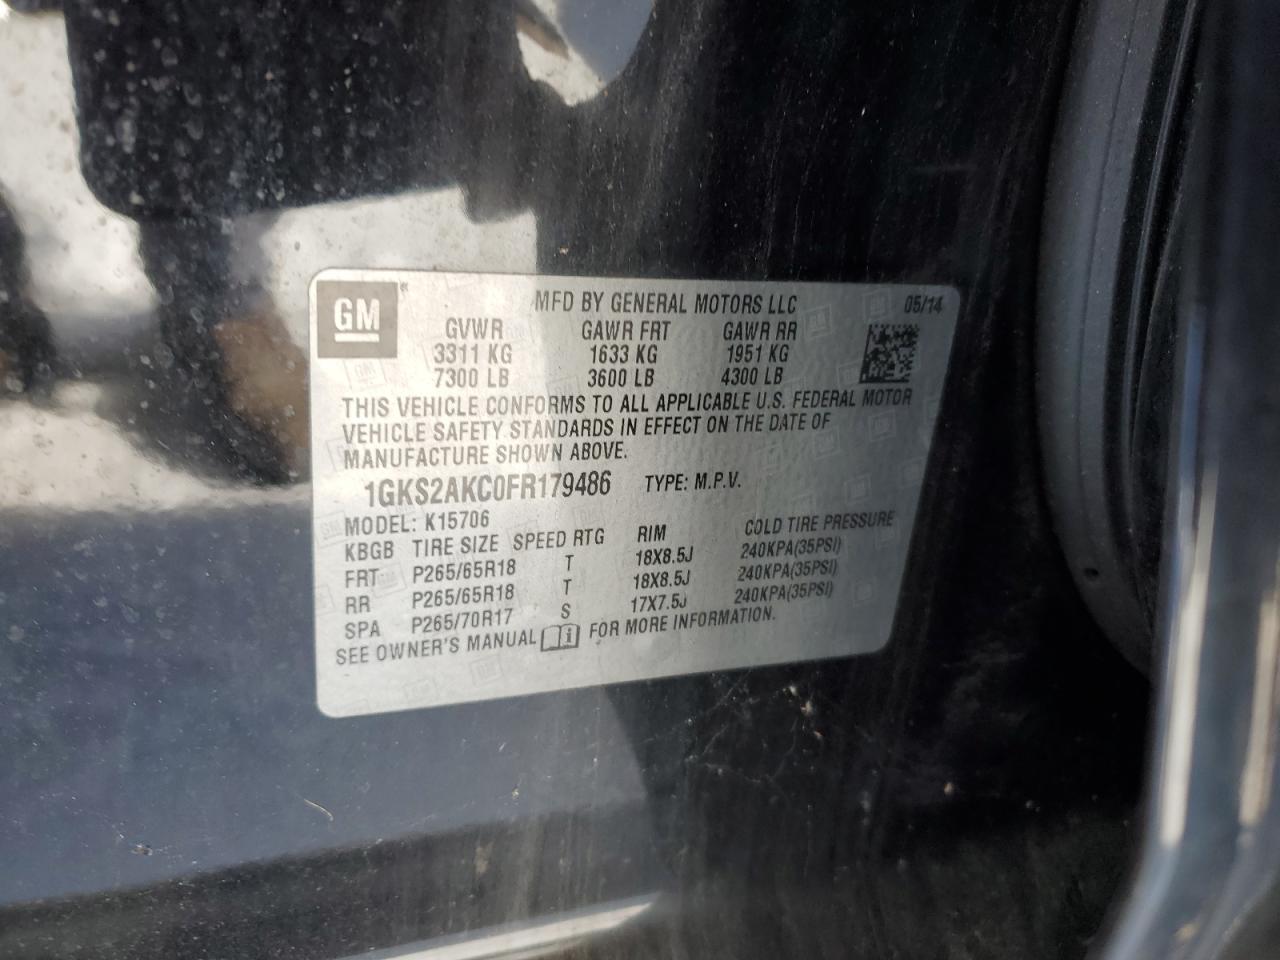 GM
MFD BY GENERAL MOTORS LLC 05/14
GVWR GAWR FRT GAWR RR
3311 KG 1633 KG 1951 KG
7300 LB 3600 LB 4300 LB
THIS VEHICLE CONFORMS TO ALL APPLICABLE U.S. FEDERAL MOTOR
VEHICLE SAFETY STANDARDS IN EFFECT ON THE DATE OF
MANUFACTURE SHOWN ABOVE.
1GKS2AKC0FR179486 TYPE: M.P.V.
MODEL: K15706
KBGB TIRE SIZE SPEED RTG RIM COLD TIRE PRESSURE
FRT P265/65R18 T 18X8.5J 240KPA(35PSI)
RR P265/65R18 T 18X8.5J 240KPA(35PSI)
SPA P265/70R17 S 17X7.5J 240KPA(35PSI)
SEE OWNER'S MANUAL i FOR MORE INFORMATION.